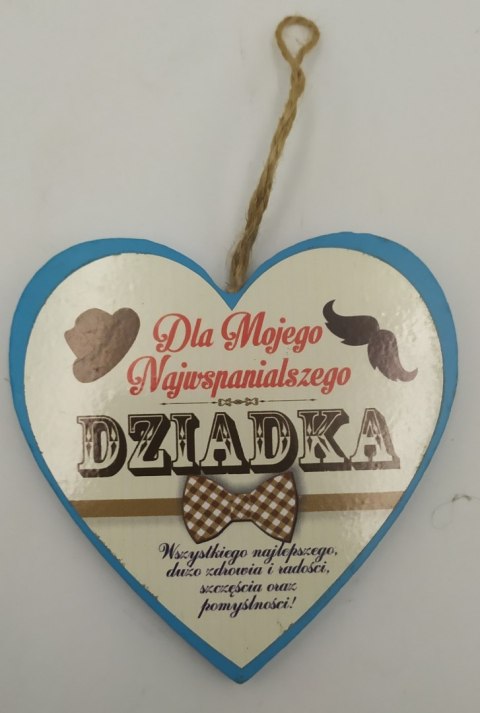 Dla Mojego
Najwspanialszego
DZIADKA
Wszystkiego najlepszego,
dużo zdrowia i radości,
szczęścia oraz
pomyślności!